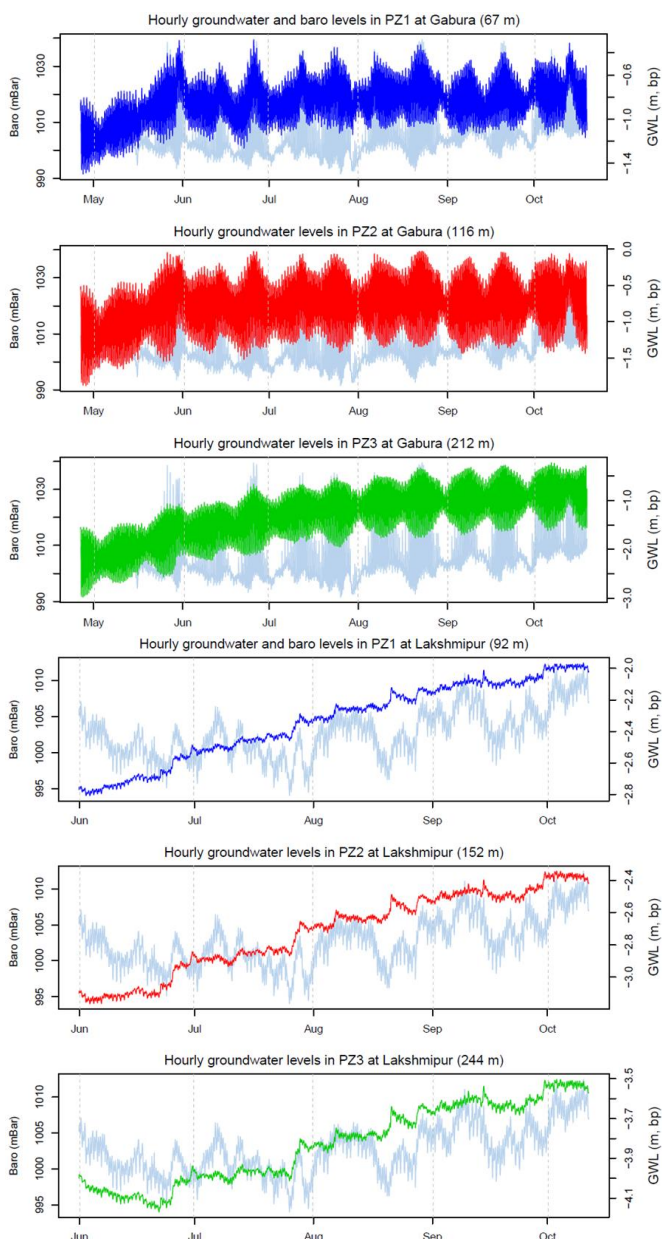 Hourly groundwater and baro levels in PZ1 at Gabura (67 m)
Baro (mBar)
990 1010 1030
−1.4 −1.0 −0.6
GWL (m, bp)
May Jun Jul Aug Sep Oct
Hourly groundwater levels in PZ2 at Gabura (116 m)
Baro (mBar)
990 1010 1030
−1.5 −1.0 −0.5 0.0
GWL (m, bp)
May Jun Jul Aug Sep Oct
Hourly groundwater levels in PZ3 at Gabura (212 m)
Baro (mBar)
990 1010 1030
−3.0 −2.0 −1.0
GWL (m, bp)
May Jun Jul Aug Sep Oct
Hourly groundwater and baro levels in PZ1 at Lakshmipur (92 m)
Baro (mBar)
995 1000 1005 1010
−2.8 −2.6 −2.4 −2.2 −2.0
GWL (m, bp)
Jun Jul Aug Sep Oct
Hourly groundwater levels in PZ2 at Lakshmipur (152 m)
Baro (mBar)
995 1000 1005 1010
−3.0 −2.8 −2.6 −2.4
GWL (m, bp)
Jun Jul Aug Sep Oct
Hourly groundwater levels in PZ3 at Lakshmipur (244 m)
Baro (mBar)
995 1000 1005 1010
−4.1 −3.9 −3.7 −3.5
GWL (m, bp)
Jun Jul Aug Sep Oct